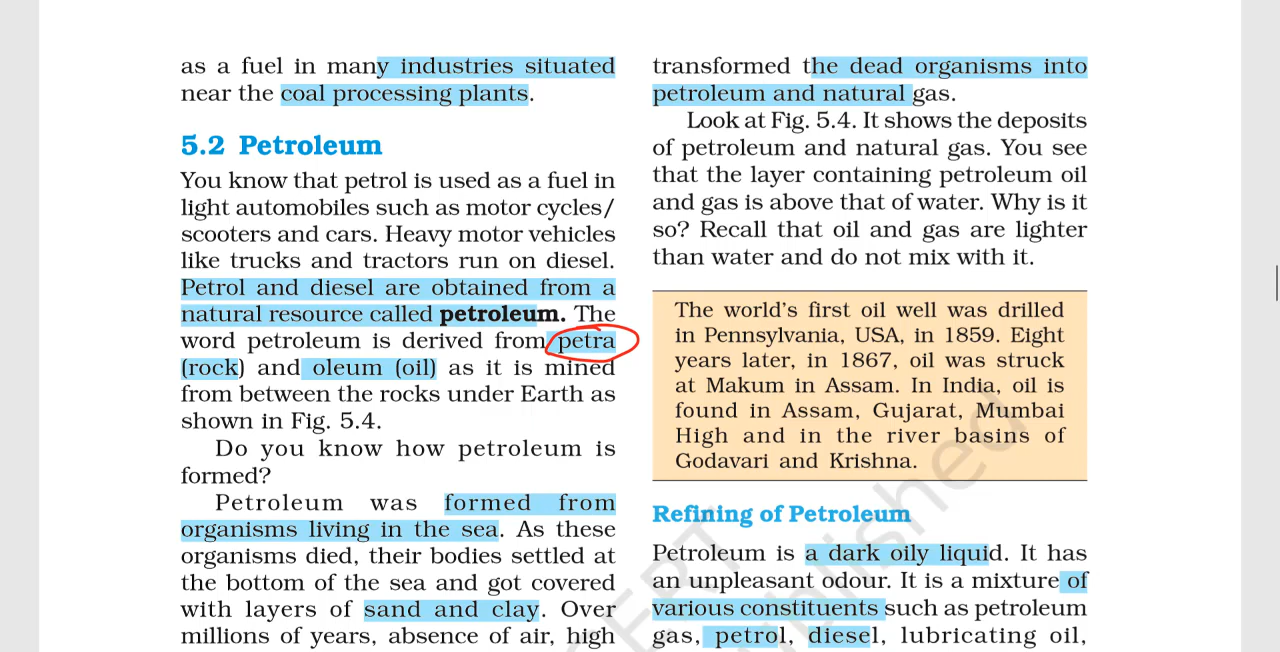 as a fuel in many industries situated
near the coal processing plants.
5.2 Petroleum
You know that petrol is used as a fuel in
light automobiles such as motor cycles/
scooters and cars. Heavy motor vehicles
like trucks and tractors run on diesel.
Petrol and diesel are obtained from a
natural resource called petroleum. The
word petroleum is derived from petra
(rock) and oleum (oil) as it is mined
from between the rocks under Earth as
shown in Fig. 5.4.
Do you know how petroleum is
formed?
Petroleum was formed from
organisms living in the sea. As these
organisms died, their bodies settled at
the bottom of the sea and got covered
with layers of sand and clay. Over
millions of years, absence of air, high
transformed the dead organisms into
petroleum and natural gas.
Look at Fig. 5.4. It shows the deposits
of petroleum and natural gas. You see
that the layer containing petroleum oil
and gas is above that of water. Why is it
so? Recall that oil and gas are lighter
than water and do not mix with it.
The world's first oil well was drilled
in Pennsylvania, USA, in 1859. Eight
years later, in 1867, oil was struck
at Makum in Assam. In India, oil is
found in Assam, Gujarat, Mumbai
High and in the river basins of
Godavari and Krishna.
Refining of Petroleum
Petroleum is a dark oily liquid. It has
an unpleasant odour. It is a mixture of
various constituents such as petroleum
gas, petrol, diesel, lubricating oil,